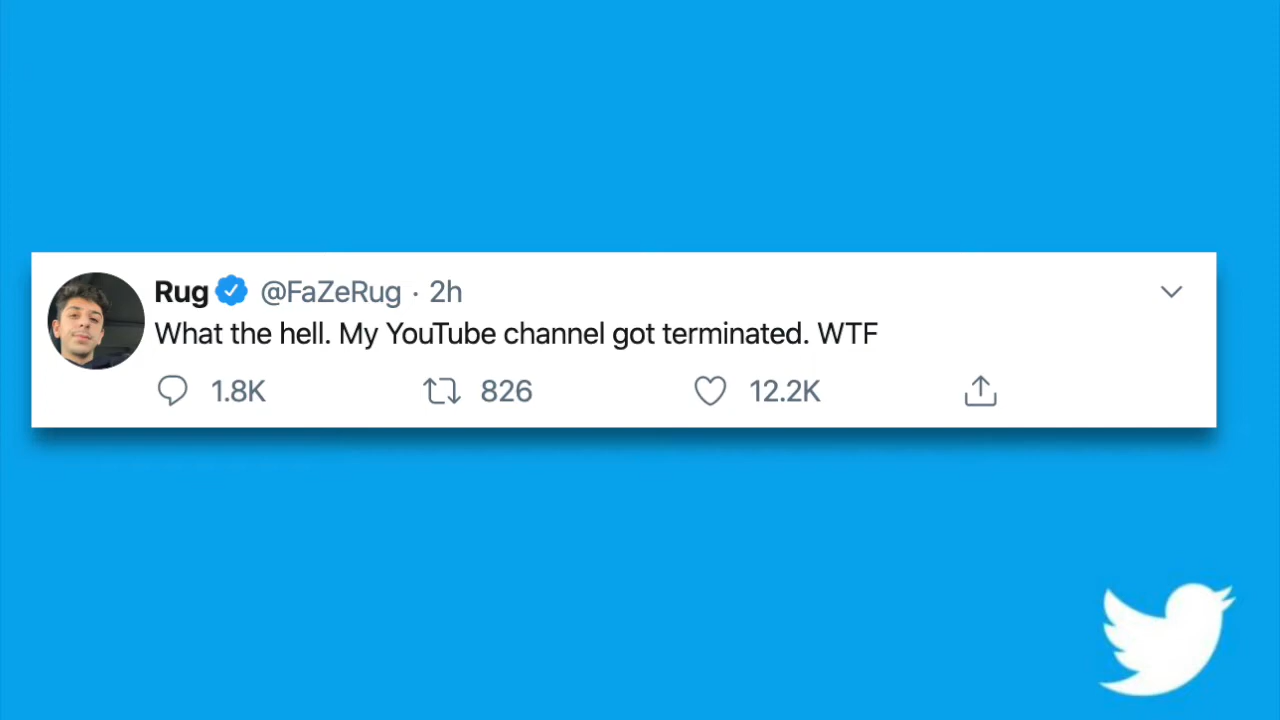 Rug @FaZeRug · 2h
What the hell. My YouTube channel got terminated. WTF
1.8K 826 12.2K